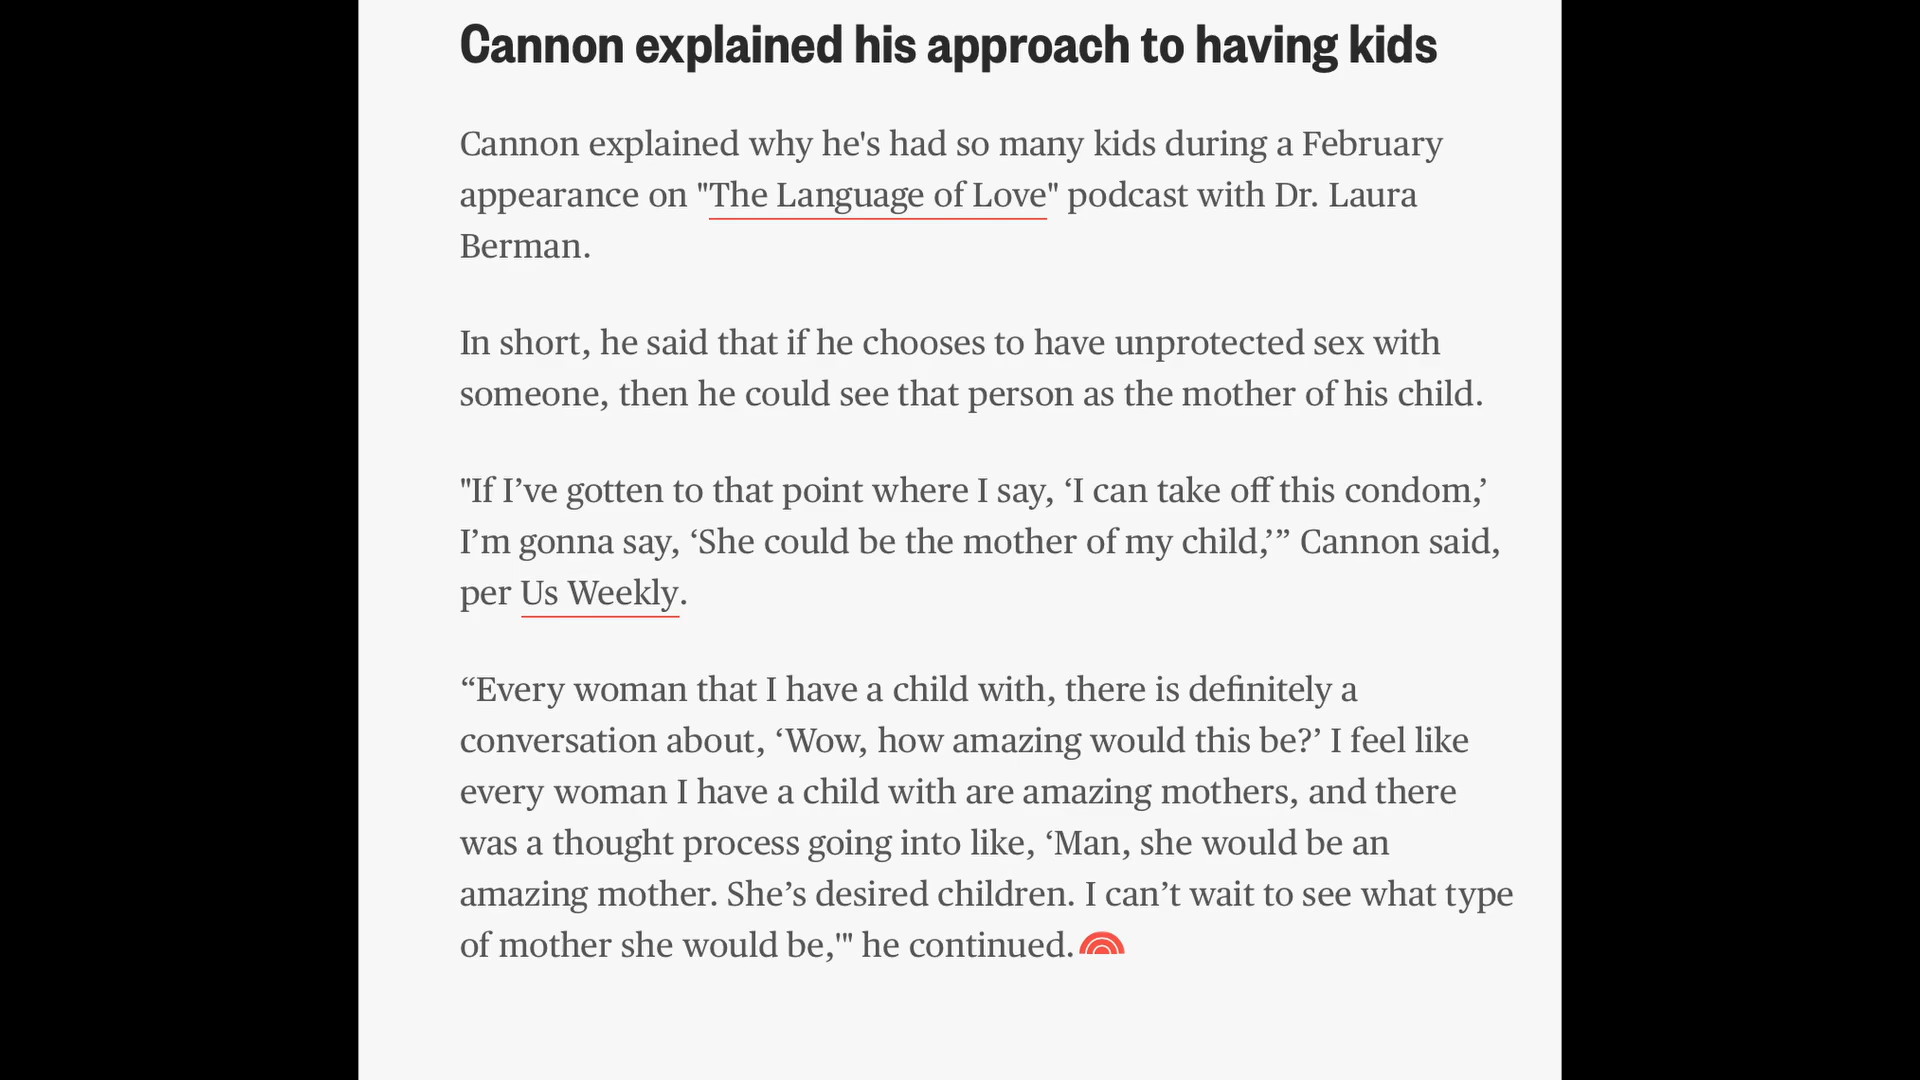 Cannon explained his approach to having kids
Cannon explained why he's had so many kids during a February
appearance on "The Language of Love" podcast with Dr. Laura
Berman.
In short, he said that if he chooses to have unprotected sex with
someone, then he could see that person as the mother of his child.
"If I’ve gotten to that point where I say, ‘I can take off this condom,’
I’m gonna say, ‘She could be the mother of my child,’” Cannon said,
per Us Weekly.
“Every woman that I have a child with, there is definitely a
conversation about, ‘Wow, how amazing would this be?’ I feel like
every woman I have a child with are amazing mothers, and there
was a thought process going into like, ‘Man, she would be an
amazing mother. She’s desired children. I can’t wait to see what type
of mother she would be,'" he continued.